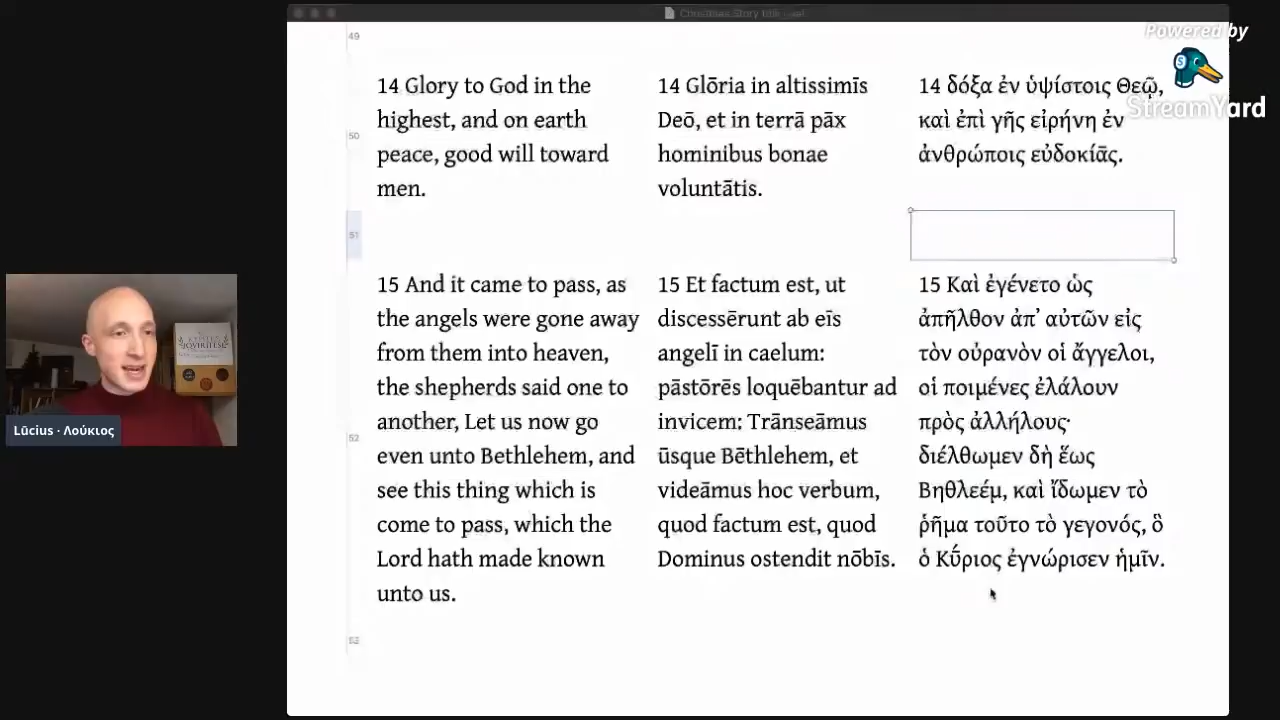 Powered by
StreamYard
49
14 Glory to God in the
highest, and on earth
peace, good will toward
men.
14 Glōria in altissimīs
Deō, et in terrā pāx
hominibus bonae
voluntātis.
14 δόξα ἐν ὑψίστοις Θεῷ,
καὶ ἐπὶ γῆς εἰρήνη ἐν
ἀνθρώποις εὐδοκίᾱς.
50
51
15 And it came to pass, as
the angels were gone away
from them into heaven,
the shepherds said one to
another, Let us now go
even unto Bethlehem, and
see this thing which is
come to pass, which the
Lord hath made known
unto us.
15 Et factum est, ut
discessērunt ab eīs
angelī in caelum:
pāstōrēs loquēbantur ad
invicem: Trānseāmus
ūsque Bēthlehem, et
videāmus hoc verbum,
quod factum est, quod
Dominus ostendit nōbīs.
15 Καὶ ἐγένετο ὡς
ἀπῆλθον ἀπ’ αὐτῶν εἰς
τὸν οὐρανὸν οἱ ἄγγελοι,
οἱ ποιμένες ἐλάλουν
πρὸς ἀλλήλους·
διέλθωμεν δὴ ἕως
Βηθλεέμ, καὶ ἴδωμεν τὸ
ῥῆμα τοῦτο τὸ γεγονός, ὃ
ὁ Κῡ́ριος ἐγνώρισεν ἡμῖν.
52
53
Lūcius · Λούκιος